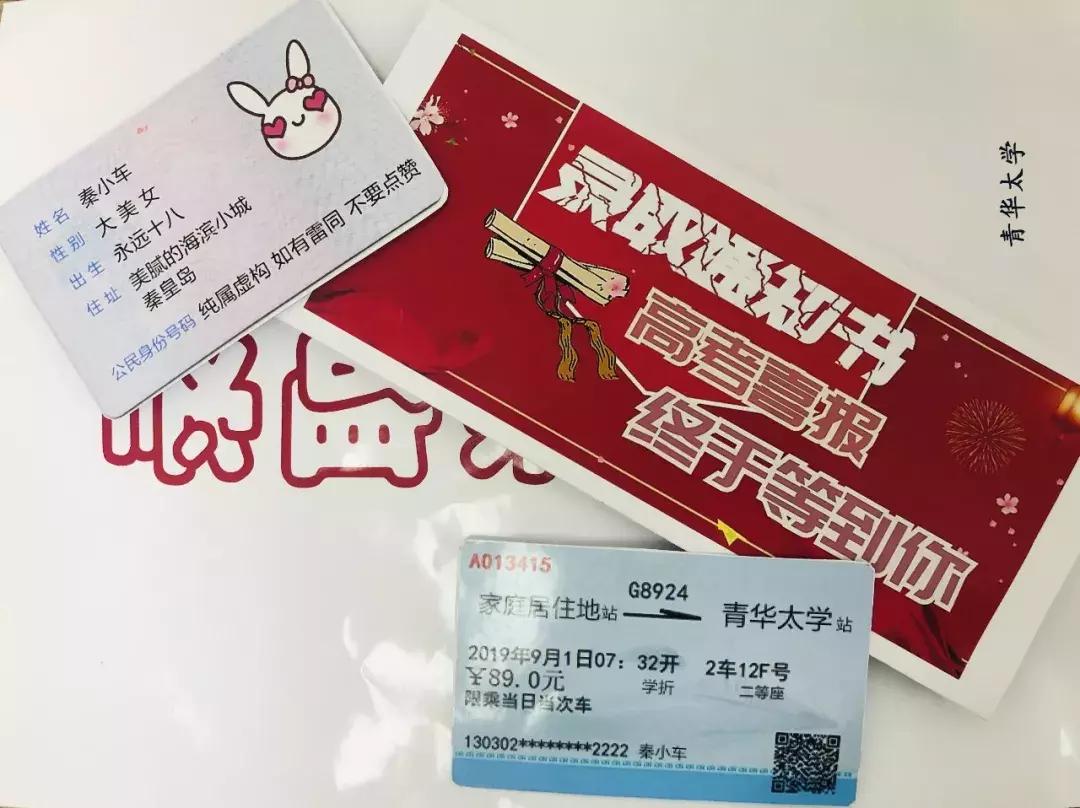 姓名 秦小车
性别 大美女
出生 永远十八
住址 美腻的海滨小城
秦皇岛
公民身份号码 纯属虚构 如有雷同 不要点赞
录取通知书
高考喜报
终于等到你
青华太学
A013415
家庭居住地站 G8924 青华太学站
2019年9月1日07：32开 2车12F号
￥89.0元 学折 二等座
限乘当日当次车
130302********2222 秦小车